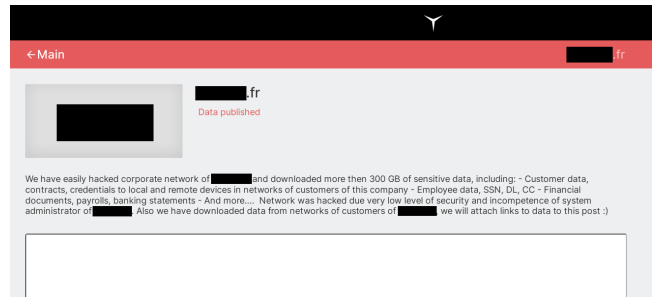 ←Main
.fr
.fr
Data published
We have easily hacked corporate network of and downloaded more then 300 GB of sensitive data, including: - Customer data,
contracts, credentials to local and remote devices in networks of customers of this company - Employee data, SSN, DL, CC - Financial
documents, payrolls, banking statements - And more.... Network was hacked due very low level of security and incompetence of system
administrator of . Also we have downloaded data from networks of customers of , we will attach links to data to this post :)